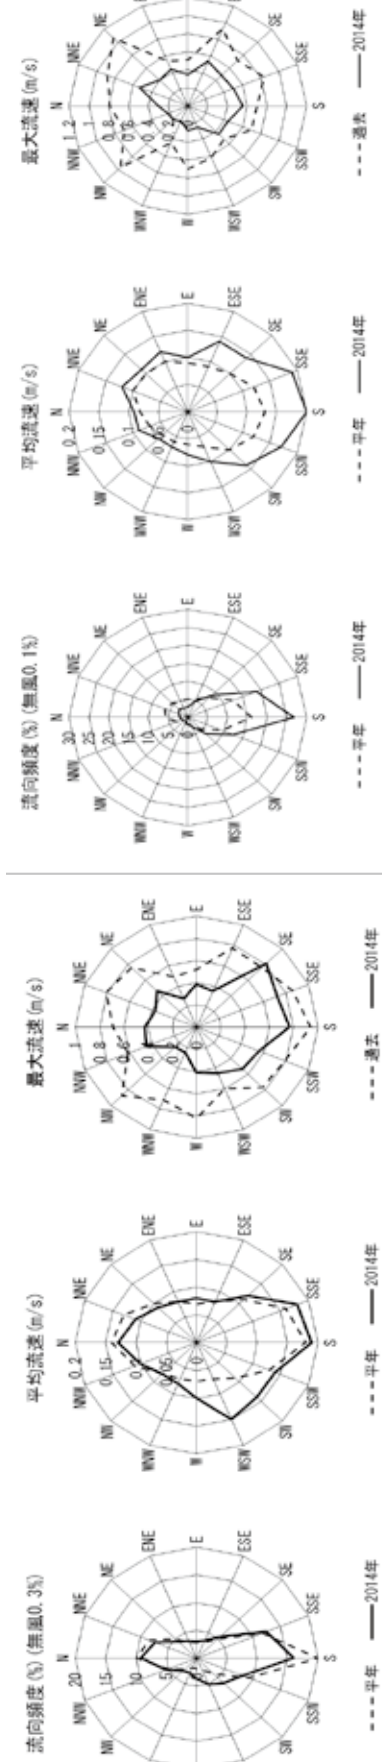 流向頻度(%)(無風0.3%)
N
NNE
NE
ENE
E
ESE
SE
SSE
S
SSW
SW
NW
NNW
20
15
10
5
平年
2014年
平均流速(m/s)
N
NNE
NE
ENE
E
ESE
SE
SSE
S
SSW
SW
WSW
W
WNW
NW
NNW
0.2
0.15
0.05
0
平年
2014年
最大流速(m/s)
N
NNE
NE
ENE
E
ESE
SE
SSE
S
SSW
SW
WSW
W
WNW
NW
NNW
1
0.8
0
過去
2014年
流向頻度(%)(無風0.1%)
N
NNE
NE
ENE
E
ESE
SE
SSE
S
SSW
SW
WSW
W
WNW
NW
NNW
30
25
20
15
10
5
0
平年
2014年
平均流速(m/s)
N
NNE
NE
ENE
E
ESE
SE
SSE
S
SSW
SW
WSW
W
WNW
NW
NNW
0.2
0.15
0.1
0
平年
2014年
最大流速(m/s)
N
NNE
NE
SE
SSE
S
SSW
SW
WSW
W
WNW
NW
NNW
1.2
1
0.8
0.4
0
過去
2014年